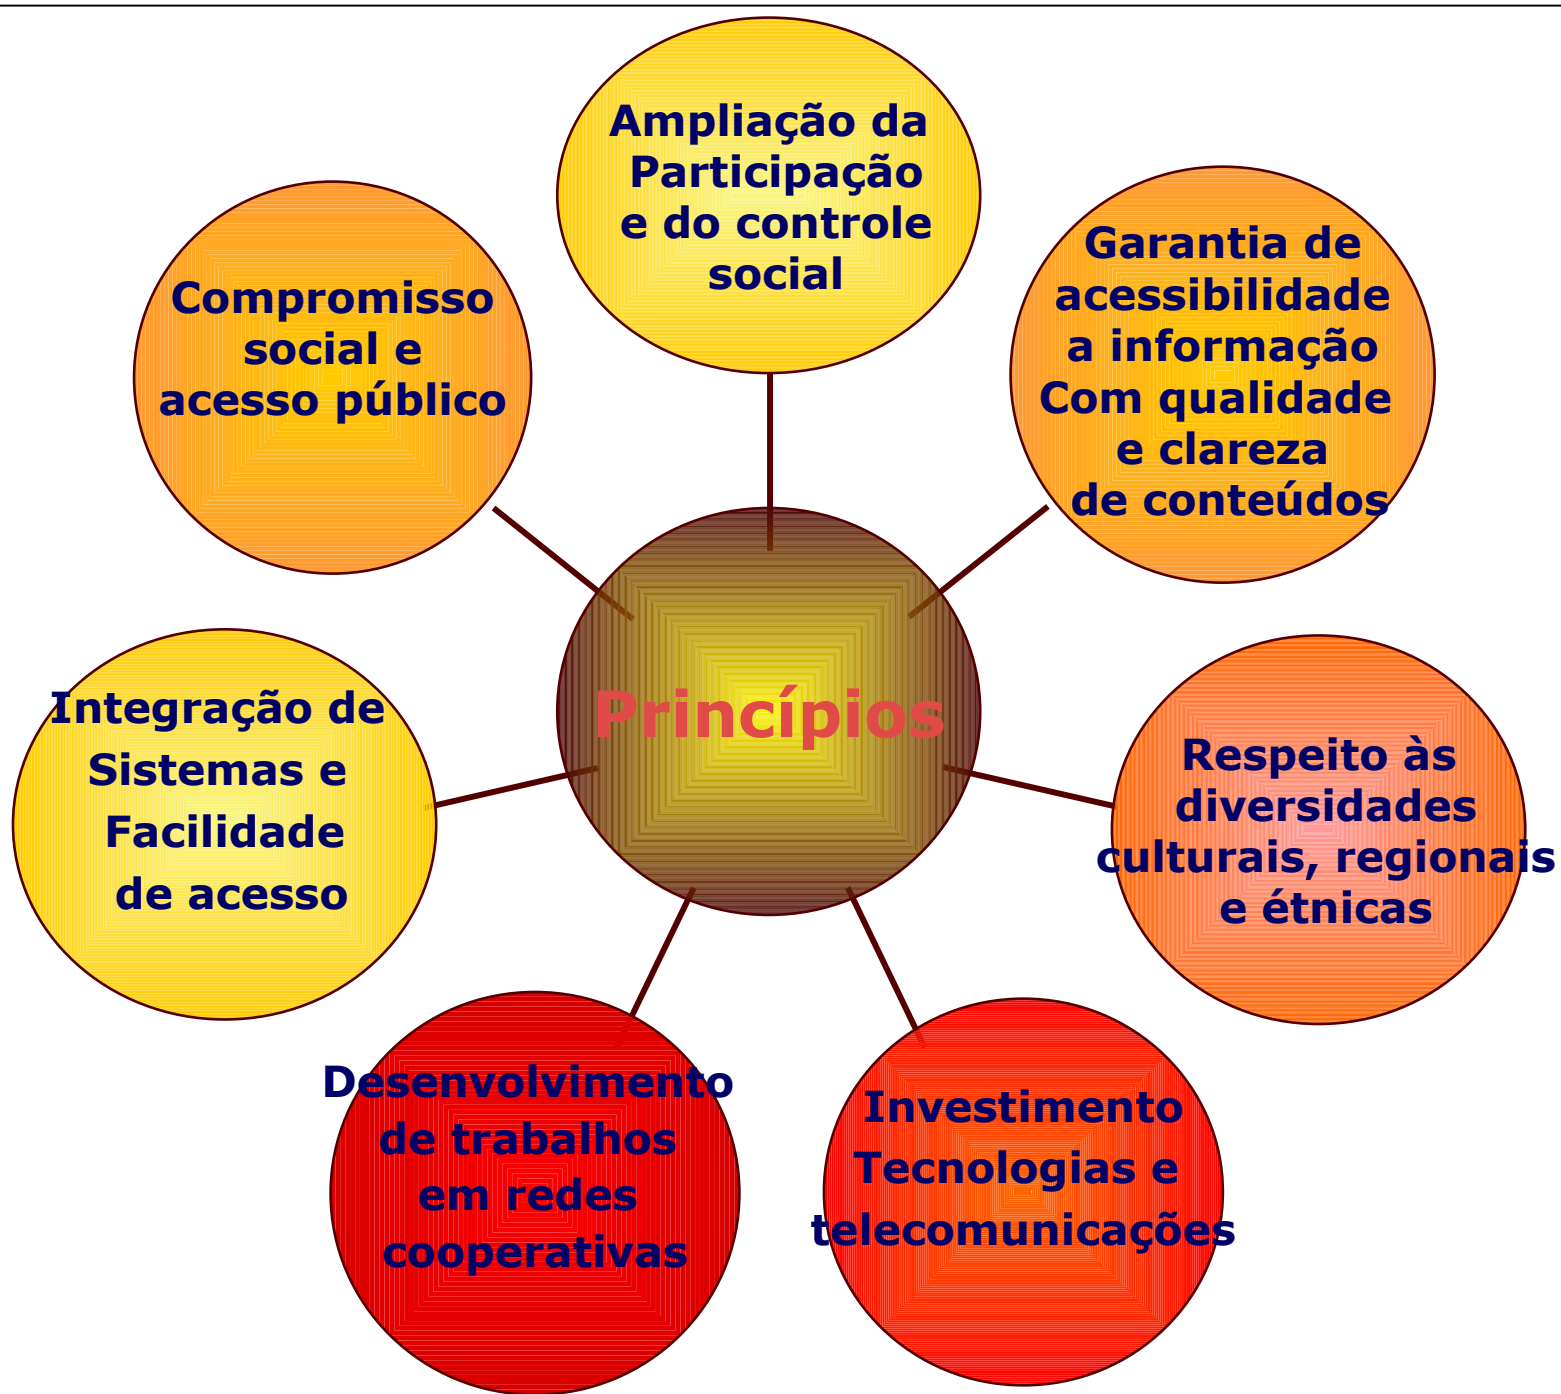 Ampliação da
Participação
e do controle
social
Garantia de
acessibilidade
a informação
Com qualidade
e clareza
de conteúdos
Compromisso
social e
acesso público
Princípios
Integração de
Sistemas e
Facilidade
de acesso
Respeito às
diversidades
culturais, regionais
e étnicas
Desenvolvimento
de trabalhos
em redes
cooperativas
Investimento
Tecnologias e
telecomunicações